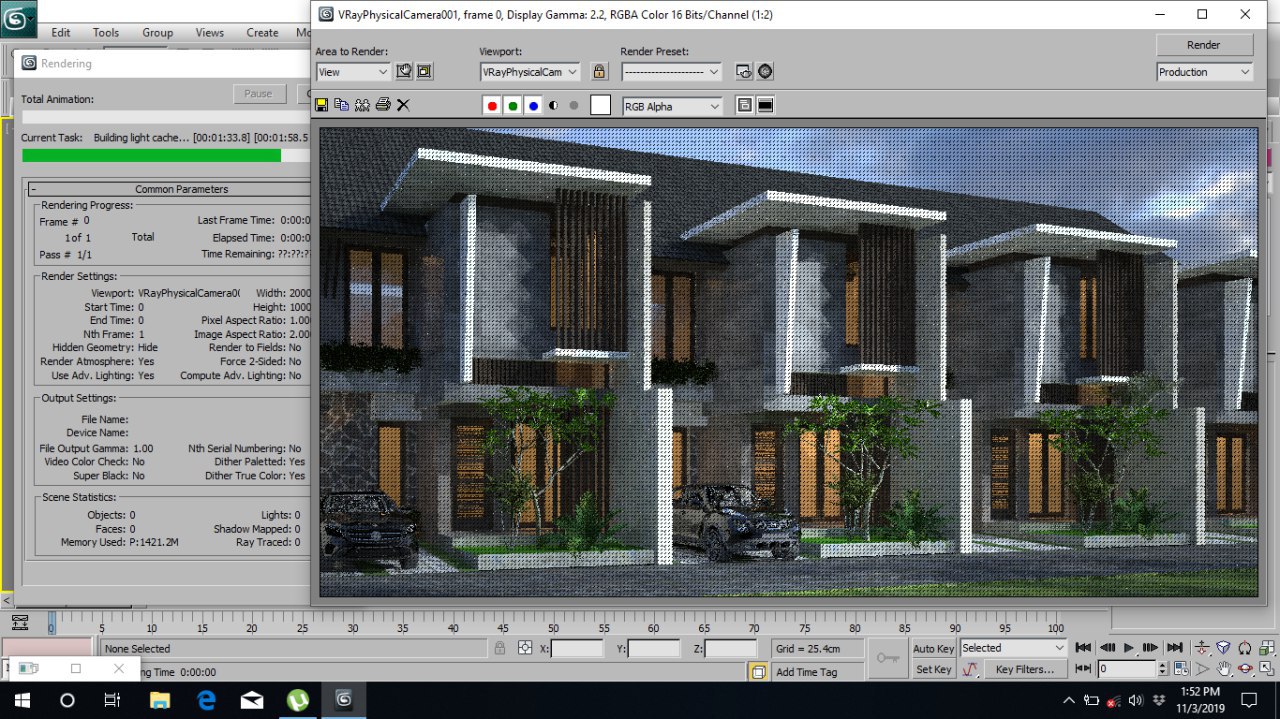 VRayPhysicalCamera001, frame 0, Display Gamma: 2.2, RGBA Color 16 Bits/Channel (1:2)
Edit Tools Group Views Create
Area to Render: Viewport: Render Preset: Render
View VRayPhysicalCam Production
Rendering
Total Animation: Pause
RGB Alpha
Current Task: Building light cache... [00:01:33.8] [00:01:58.5
- Common Parameters
Rendering Progress:
Frame # 0 Last Frame Time: 0:00:0
1 of 1 Total Elapsed Time: 0:00:0
Pass # 1/1 Time Remaining: ??:??:?
Render Settings:
Viewport: VRayPhysicalCamera0( Width: 2000
Start Time: 0 Height: 1000
End Time: 0 Pixel Aspect Ratio: 1.00
Nth Frame: 1 Image Aspect Ratio: 2.00
Hidden Geometry: Hide Render to Fields: No
Render Atmosphere: Yes Force 2-Sided: No
Use Adv. Lighting: Yes Compute Adv. Lighting: No
Output Settings:
File Name:
Device Name:
File Output Gamma: 1.00 Nth Serial Numbering: No
Video Color Check: No Dither Paletted: Yes
Super Black: No Dither True Color: Yes
Scene Statistics:
Objects: 0 Lights: 0
Faces: 0 Shadow Mapped: 0
Memory Used: P:1421.2M Ray Traced: 0
0 5 10 15 20 25 30 35 40 45 50 55 60 65 70 75 80 85 90 95 100
None Selected X: Y: Z: Grid = 25.4cm Auto Key Selected
ng Time 0:00:00 Add Time Tag Set Key Key Filters... 0
1:52 PM
11/3/2019